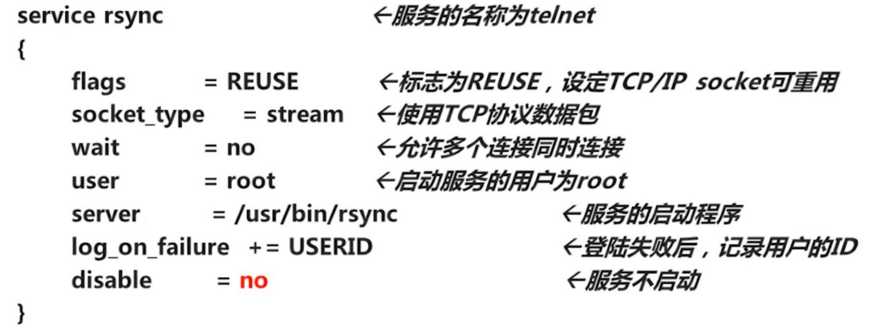 service rsync ←服务的名称为telnet
{
flags = REUSE ←标志为REUSE，设定TCP/IP socket可重用
socket_type = stream ←使用TCP协议数据包
wait = no ←允许多个连接同时连接
user = root ←启动服务的用户为root
server = /usr/bin/rsync ←服务的启动程序
log_on_failure += USERID ←登陆失败后，记录用户的ID
disable = no ←服务不启动
}